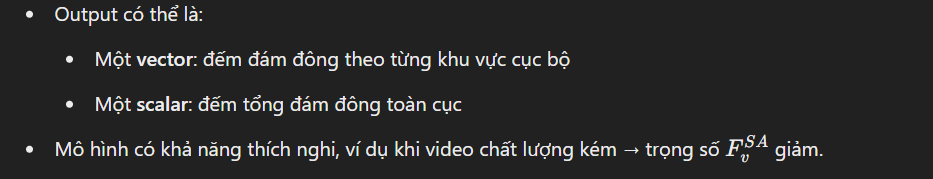 Output có thể là:
Một vector: đếm đám đông theo từng khu vực cục bộ
Một scalar: đếm tổng đám đông toàn cục
Mô hình có khả năng thích nghi, ví dụ khi video chất lượng kém → trọng số F_v^{SA} giảm.